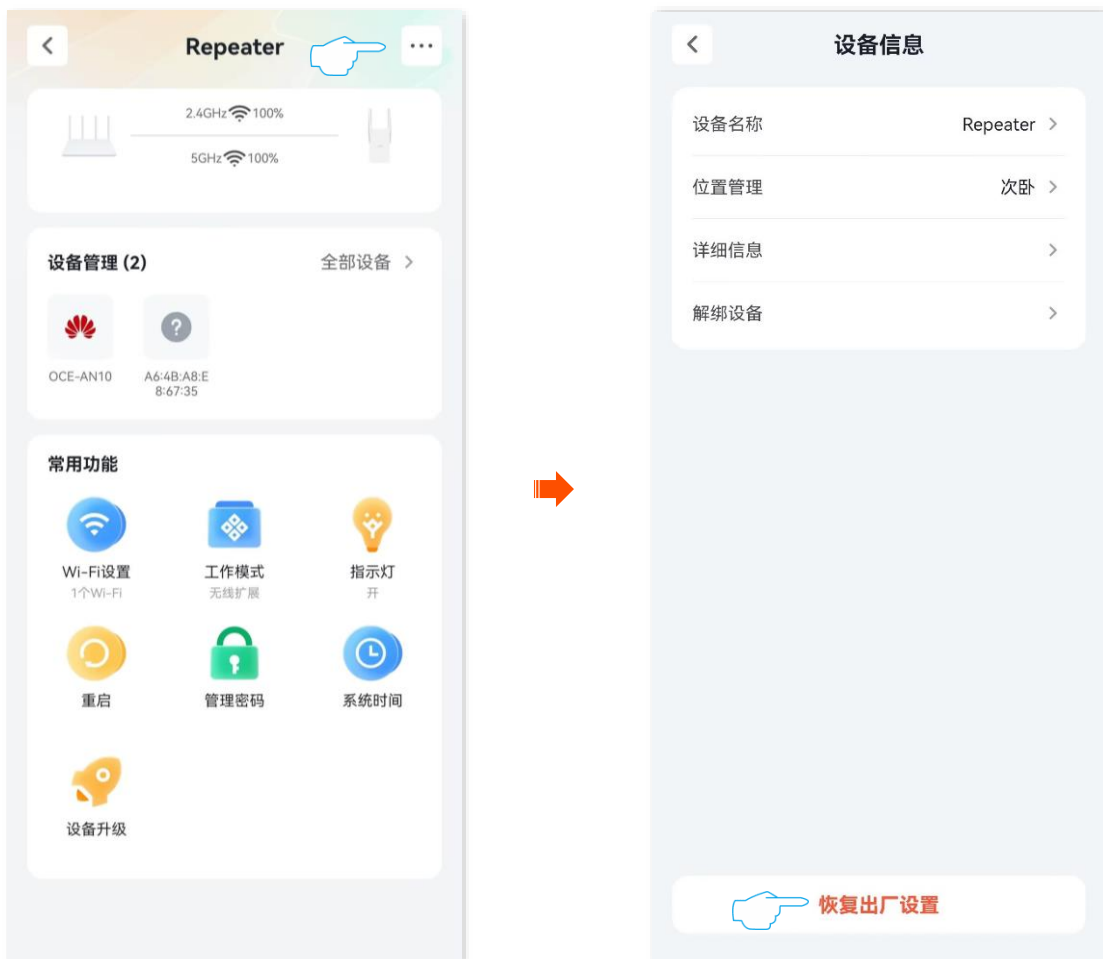 Repeater
...
2.4GHz 100%
5GHz 100%
设备管理 (2)
全部设备 >
?
OCE-AN10
A6:4B:A8:E
8:67:35
常用功能
Wi-Fi设置
1个Wi-Fi
工作模式
无线扩展
指示灯
开
重启
管理密码
系统时间
设备升级
设备信息
设备名称
Repeater >
位置管理
次卧 >
详细信息 >
解绑设备 >
恢复出厂设置